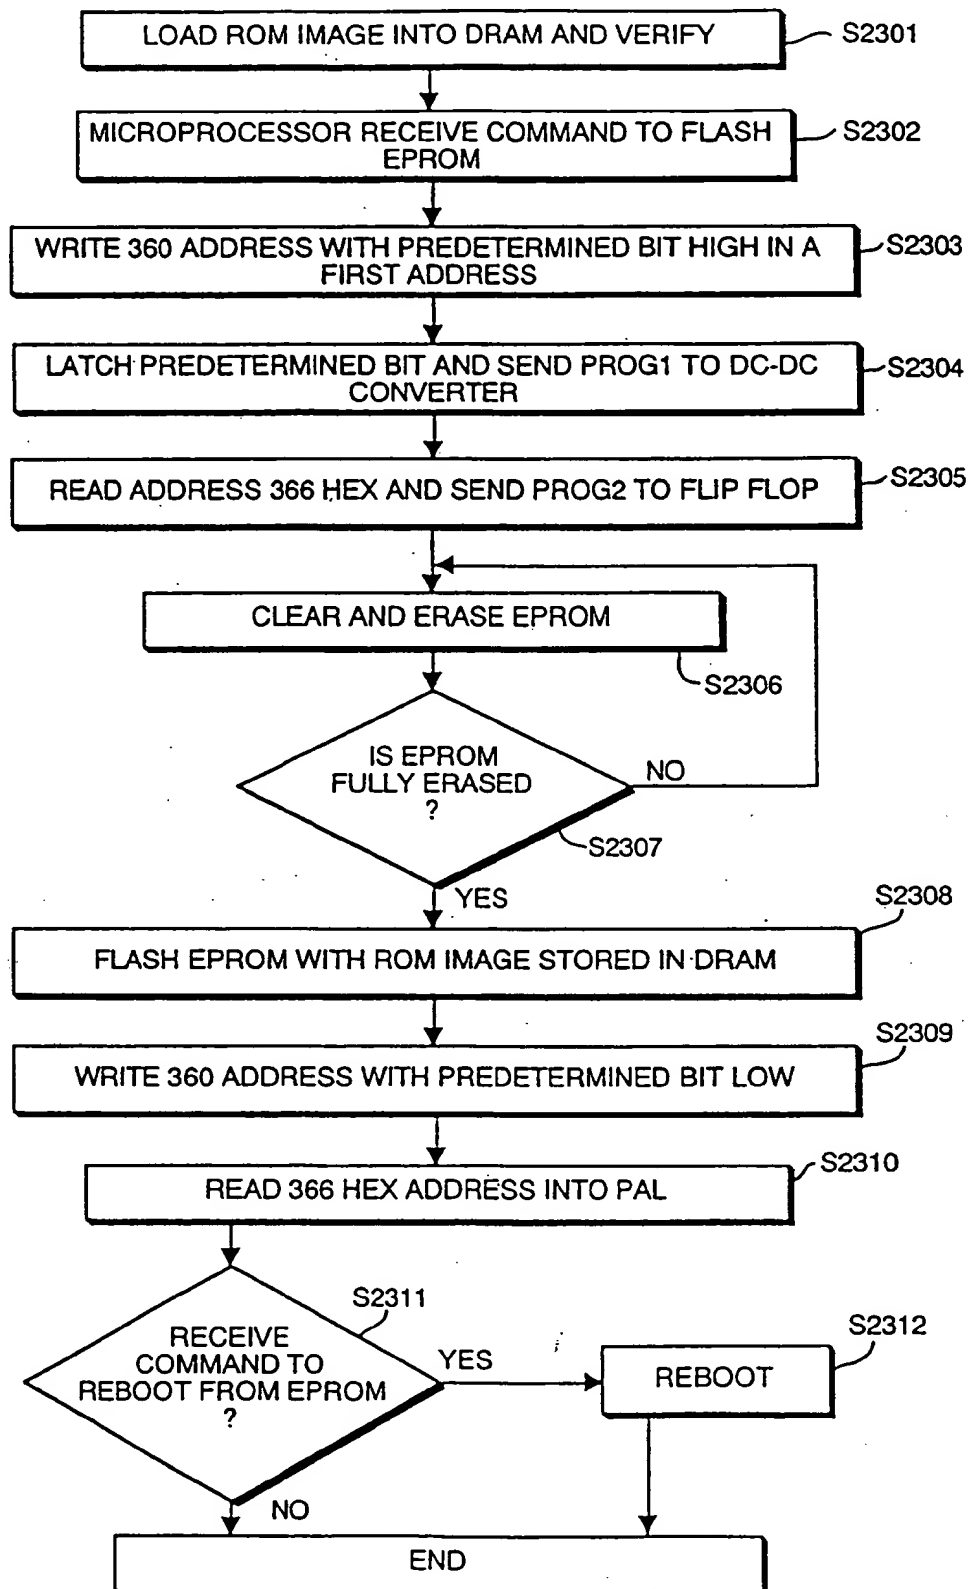 LOAD ROM IMAGE INTO DRAM AND VERIFY
S2301
MICROPROCESSOR RECEIVE COMMAND TO FLASH
EPROM
S2302
WRITE 360 ADDRESS WITH PREDETERMINED BIT HIGH IN A
FIRST ADDRESS
S2303
LATCH PREDETERMINED BIT AND SEND PROG1 TO DC-DC
CONVERTER
S2304
READ ADDRESS 366 HEX AND SEND PROG2 TO FLIP FLOP
S2305
CLEAR AND ERASE EPROM
S2306
IS EPROM
FULLY ERASED
?
NO
S2307
YES
S2308
FLASH EPROM WITH ROM IMAGE STORED IN DRAM
S2309
WRITE 360 ADDRESS WITH PREDETERMINED BIT LOW
S2310
READ 366 HEX ADDRESS INTO PAL
S2311
RECEIVE
COMMAND TO
REBOOT FROM EPROM
?
YES
S2312
REBOOT
NO
END